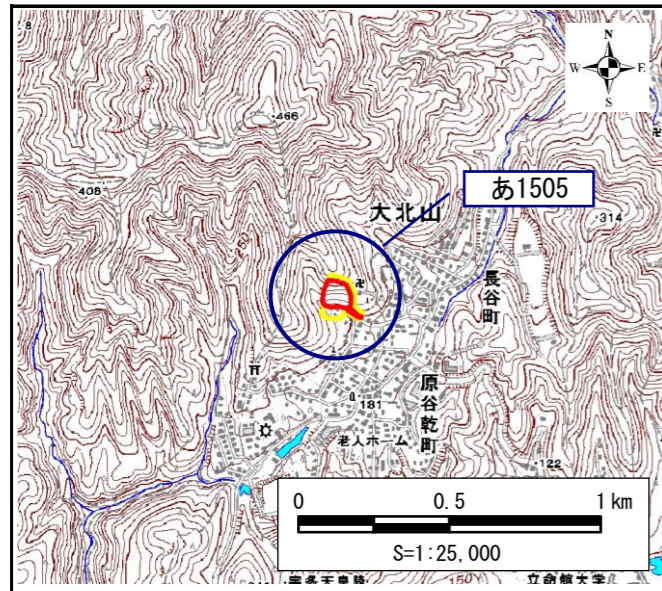 N
W
E
S
・466
408
・314
あ1505
大北山
長谷町
原谷乾町
181
老人ホーム
・122
0 0.5 1 km
S=1:25,000
150
立命館大学